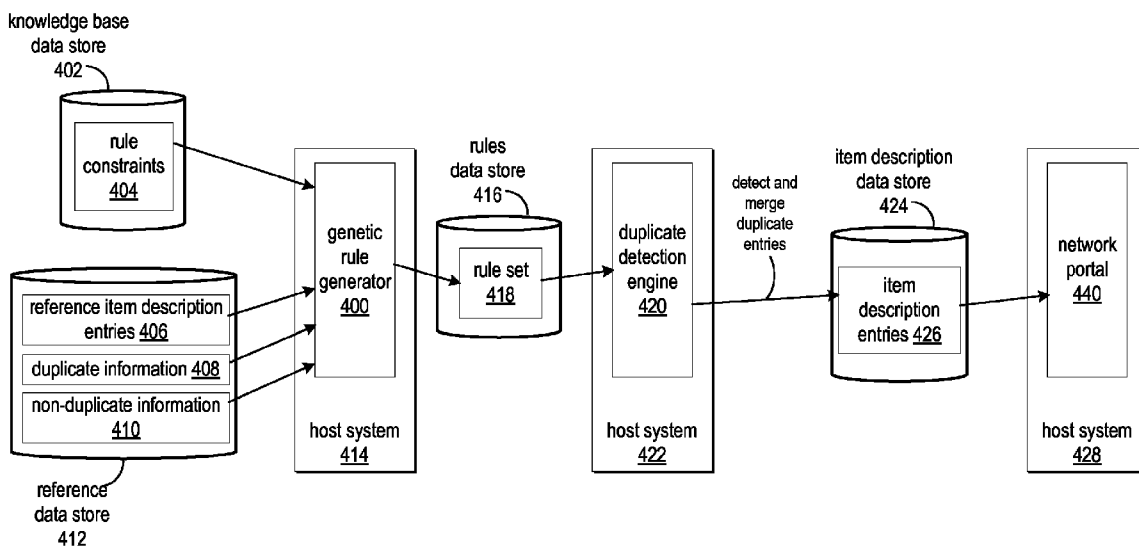 knowledge base
data store
402
rule
constraints
404
reference item description
entries 406
duplicate information 408
non-duplicate information
410
reference
data store
412
genetic
rule
generator
400
host system
414
rules
data store
416
rule set
418
duplicate
detection
engine
420
host system
422
detect and
merge
duplicate
entries
item description
data store
424
item
description
entries 426
network
portal
440
host system
428